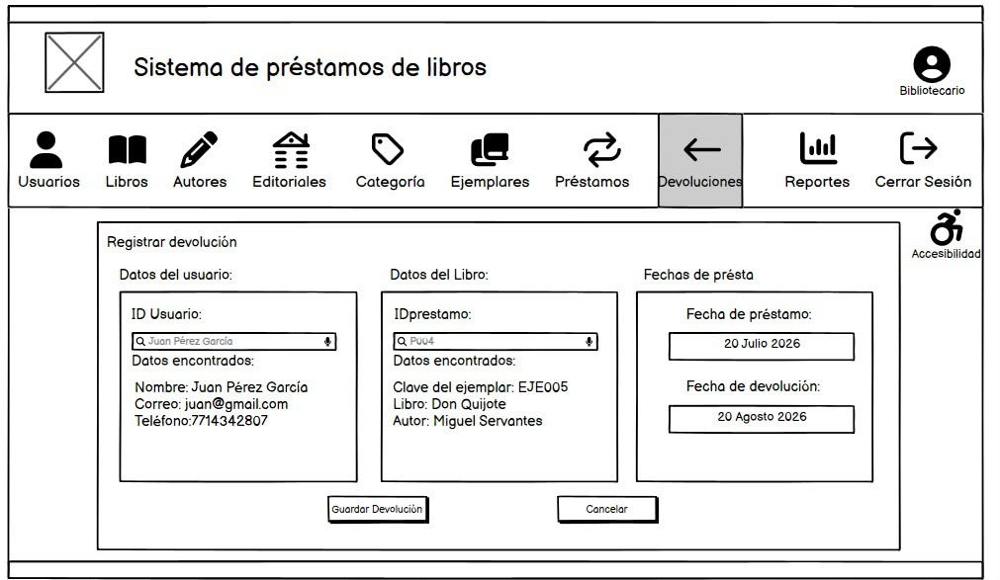 Sistema de préstamos de libros
Bibliotecario
Usuarios
Libros
Autores
Editoriales
Categoría
Ejemplares
Préstamos
Devoluciones
Reportes
Cerrar Sesión
Accesibilidad
Registrar devolución
Datos del usuario:
ID Usuario:
Juan Pérez García
Datos encontrados:
Nombre: Juan Pérez García
Correo: juan@gmail.com
Teléfono:7714342807
Datos del Libro:
IDprestamo:
P004
Datos encontrados:
Clave del ejemplar: EJE005
Libro: Don Quijote
Autor: Miguel Servantes
Fechas de présta
Fecha de préstamo:
20 Julio 2026
Fecha de devolución:
20 Agosto 2026
Guardar Devolución
Cancelar